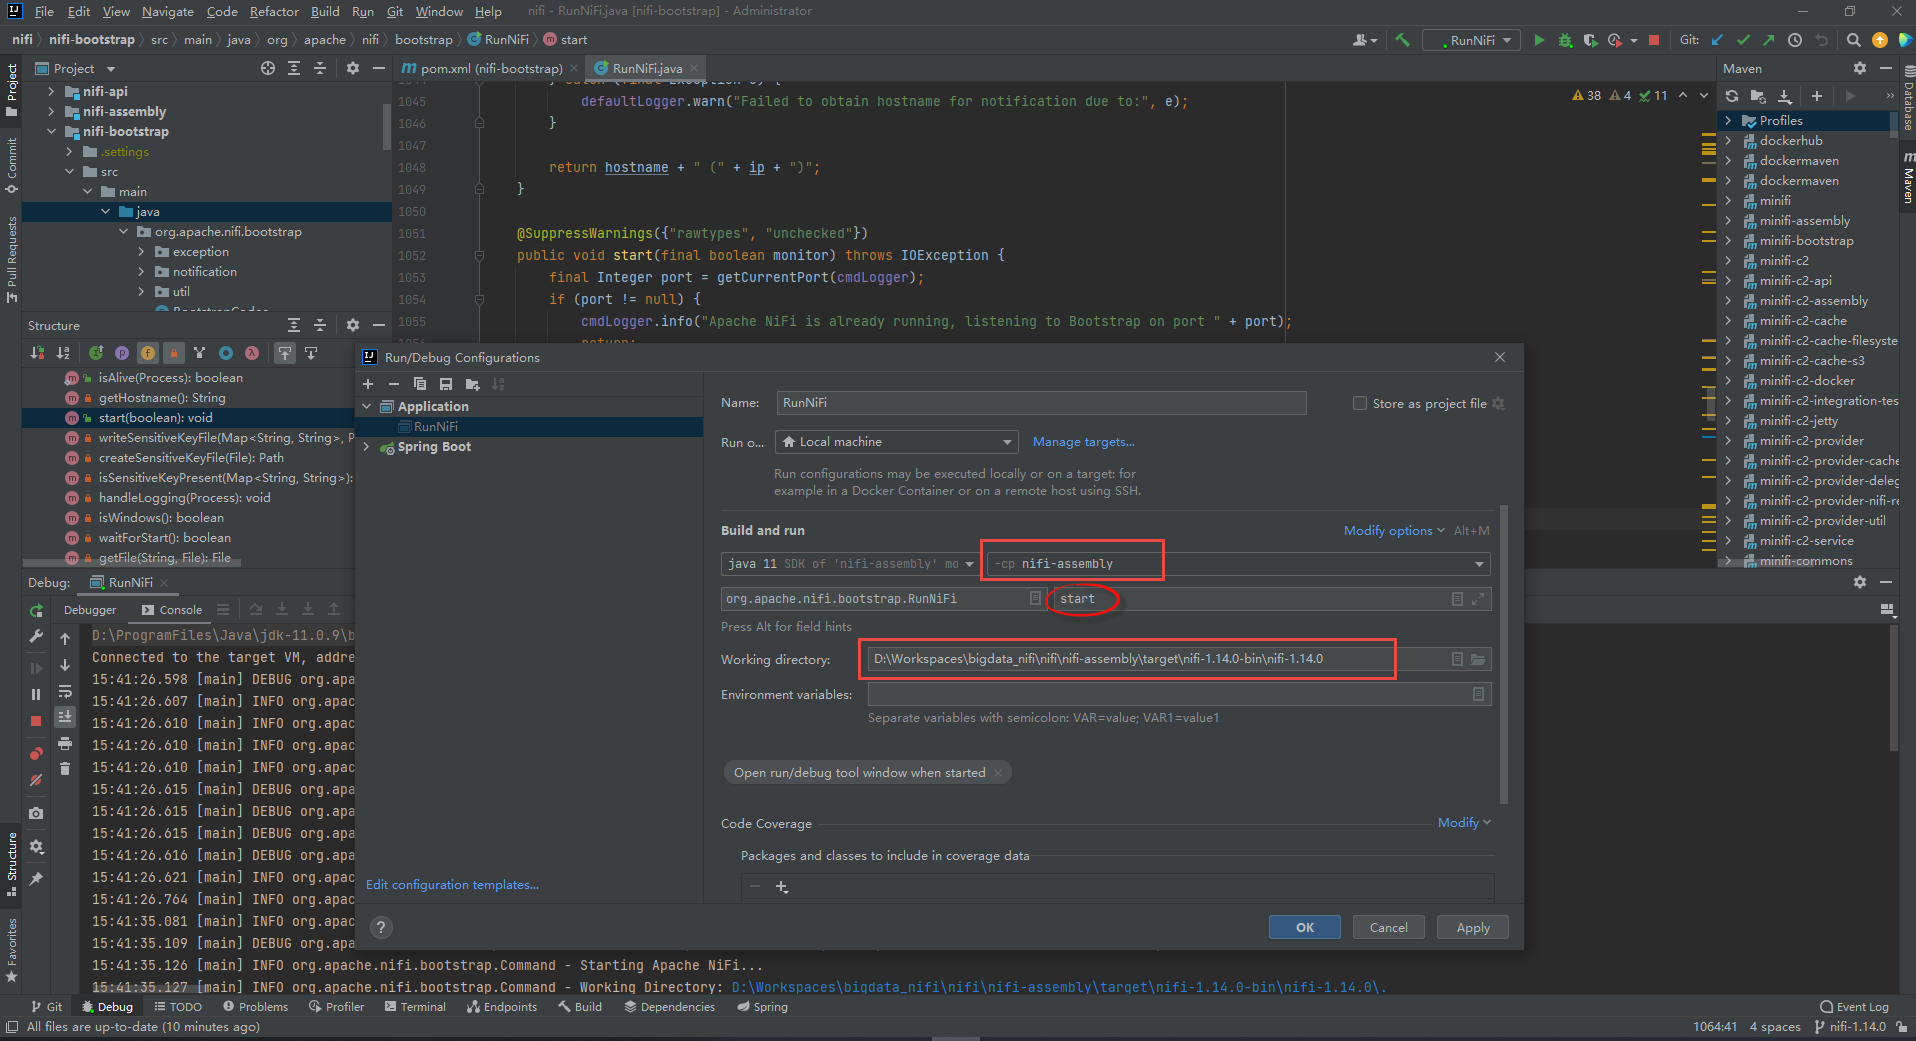 File Edit View Navigate Code Refactor Build Run Git Window Help nifi - RunNiFi.java [nifi-bootstrap] - Administrator
nifi nifi-bootstrap src main java org apache nifi bootstrap RunNiFi start
RunNiFi
Git:
Project
Commit
Pull Requests
Structure
Favorites
Project
nifi-api
nifi-assembly
nifi-bootstrap
.settings
src
main
java
org.apache.nifi.bootstrap
exception
notification
util
Structure
isAlive(Process): boolean
getHostname(): String
start(boolean): void
writeSensitiveKeyFile(Map<String, String>, P
createSensitiveKeyFile(File): Path
isSensitiveKeyPresent(Map<String, String>):
handleLogging(Process): void
isWindows(): boolean
waitForStart(): boolean
getFile(String, File): File
pom.xml (nifi-bootstrap)
RunNiFi.java
38 4 11
1045 defaultLogger.warn("Failed to obtain hostname for notification due to:", e);
1046 }
1047
1048 return hostname + " (" + ip + ")";
1049 }
1050
1051 @SuppressWarnings({"rawtypes", "unchecked"})
1052 public void start(final boolean monitor) throws IOException {
1053 final Integer port = getCurrentPort(cmdLogger);
1054 if (port != null) {
1055 cmdLogger.info("Apache NiFi is already running, listening to Bootstrap on port " + port);
return;
Maven
Profiles
dockerhub
dockermaven
dockermaven
minifi
minifi-assembly
minifi-bootstrap
minifi-c2
minifi-c2-api
minifi-c2-assembly
minifi-c2-cache
minifi-c2-cache-filesyste
minifi-c2-cache-s3
minifi-c2-docker
minifi-c2-integration-tes
minifi-c2-jetty
minifi-c2-provider
minifi-c2-provider-cache
minifi-c2-provider-deleg
minifi-c2-provider-nifi-re
minifi-c2-provider-util
minifi-c2-service
minifi-commons
Database
Maven
Run/Debug Configurations
Application
RunNiFi
Spring Boot
Edit configuration templates...
Name: RunNiFi
Store as project file
Run o... Local machine Manage targets...
Run configurations may be executed locally or on a target: for
example in a Docker Container or on a remote host using SSH.
Build and run
Modify options Alt+M
java 11 SDK of 'nifi-assembly' mo
-cp nifi-assembly
org.apache.nifi.bootstrap.RunNiFi
start
Press Alt for field hints
Working directory: D:\Workspaces\bigdata_nifi\nifi\nifi-assembly\target\nifi-1.14.0-bin\nifi-1.14.0
Environment variables:
Separate variables with semicolon: VAR=value; VAR1=value1
Open run/debug tool window when started
Code Coverage
Modify
Packages and classes to include in coverage data
OK
Cancel
Apply
Debug: RunNiFi
Debugger Console
D:\ProgramFiles\Java\jdk-11.0.9\b
Connected to the target VM, addre
15:41:26.598 [main] DEBUG org.apa
15:41:26.607 [main] INFO org.apac
15:41:26.610 [main] INFO org.apac
15:41:26.610 [main] INFO org.apac
15:41:26.610 [main] INFO org.apac
15:41:26.615 [main] DEBUG org.apa
15:41:26.615 [main] DEBUG org.apa
15:41:26.615 [main] DEBUG org.apa
15:41:26.616 [main] DEBUG org.apa
15:41:26.621 [main] INFO org.apac
15:41:26.764 [main] INFO org.apac
15:41:35.081 [main] INFO org.apac
15:41:35.109 [main] DEBUG org.apa
15:41:35.126 [main] INFO org.apache.nifi.bootstrap.Command - Starting Apache NiFi...
15:41:35.127 [main] INFO org.apache.nifi.bootstrap.Command - Working Directory: D:\Workspaces\bigdata_nifi\nifi\nifi-assembly\target\nifi-1.14.0-bin\nifi-1.14.0\.
Git Debug TODO Problems Profiler Terminal Endpoints Build Dependencies Spring Event Log
All files are up-to-date (10 minutes ago)
1064:41 4 spaces nifi-1.14.0